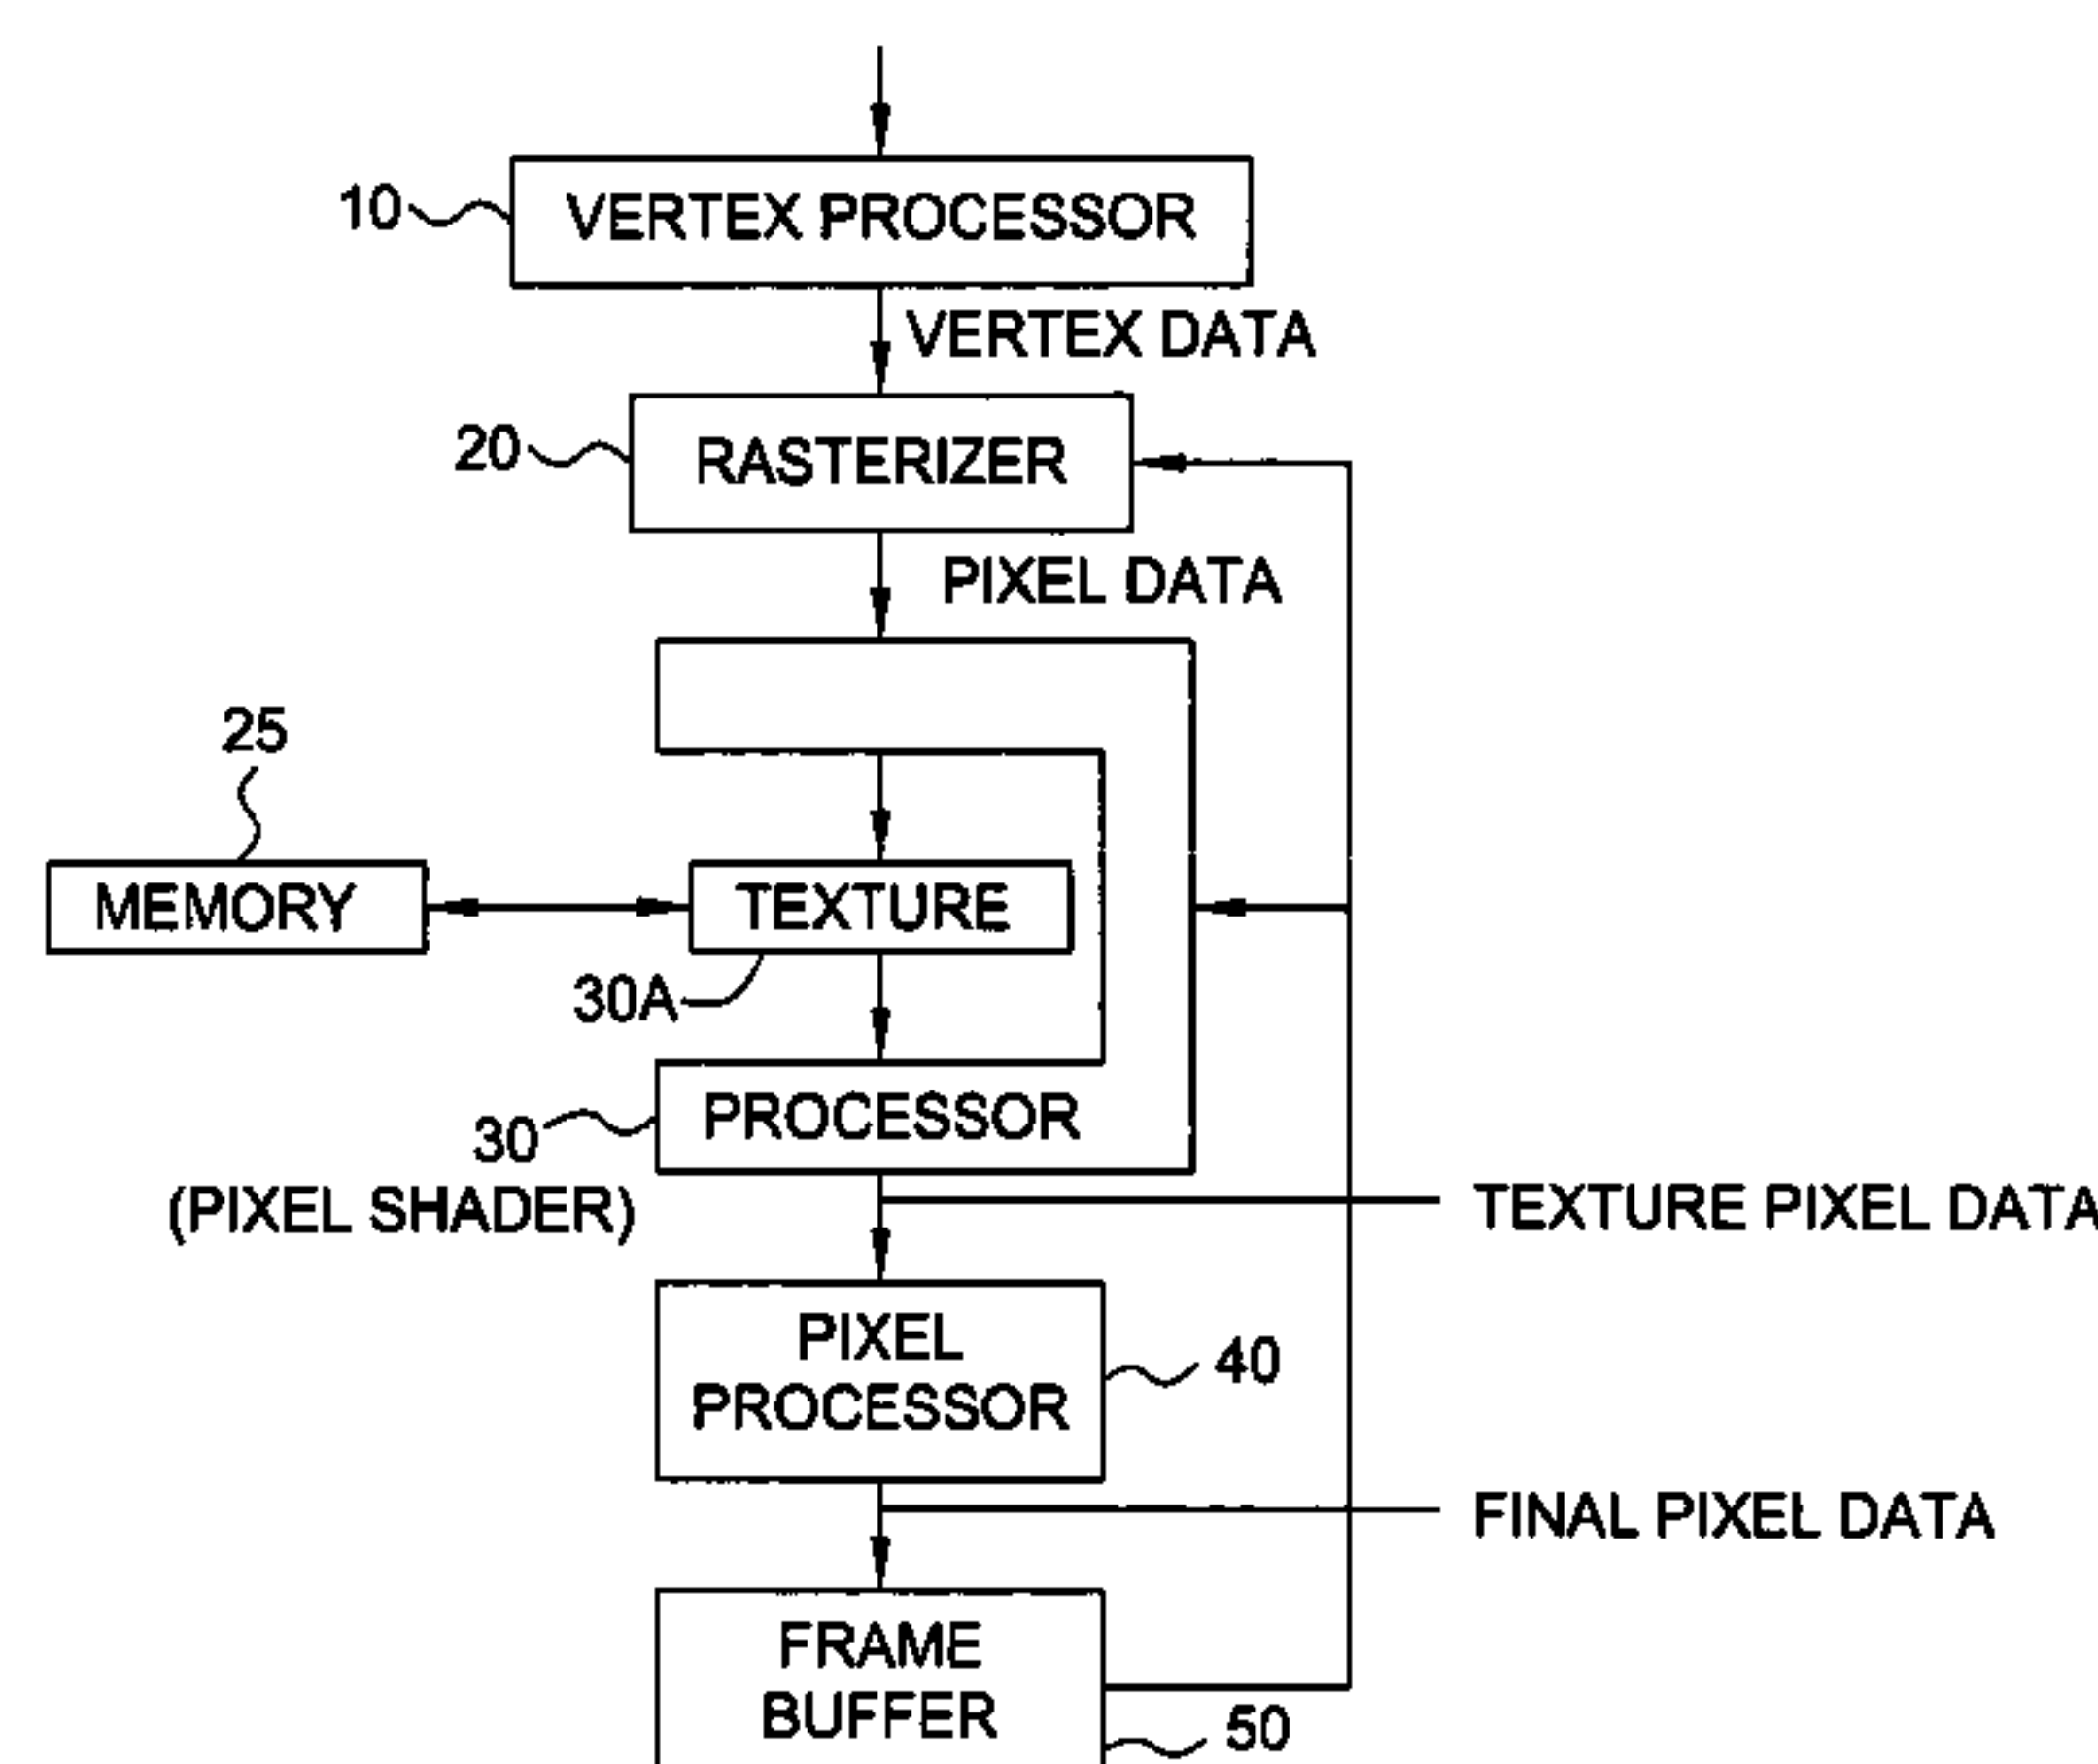 10 VERTEX PROCESSOR
VERTEX DATA
20 RASTERIZER
PIXEL DATA
25
MEMORY
TEXTURE
30A
PROCESSOR
30
(PIXEL SHADER)
TEXTURE PIXEL DATA
PIXEL
PROCESSOR
40
FINAL PIXEL DATA
FRAME
BUFFER
50